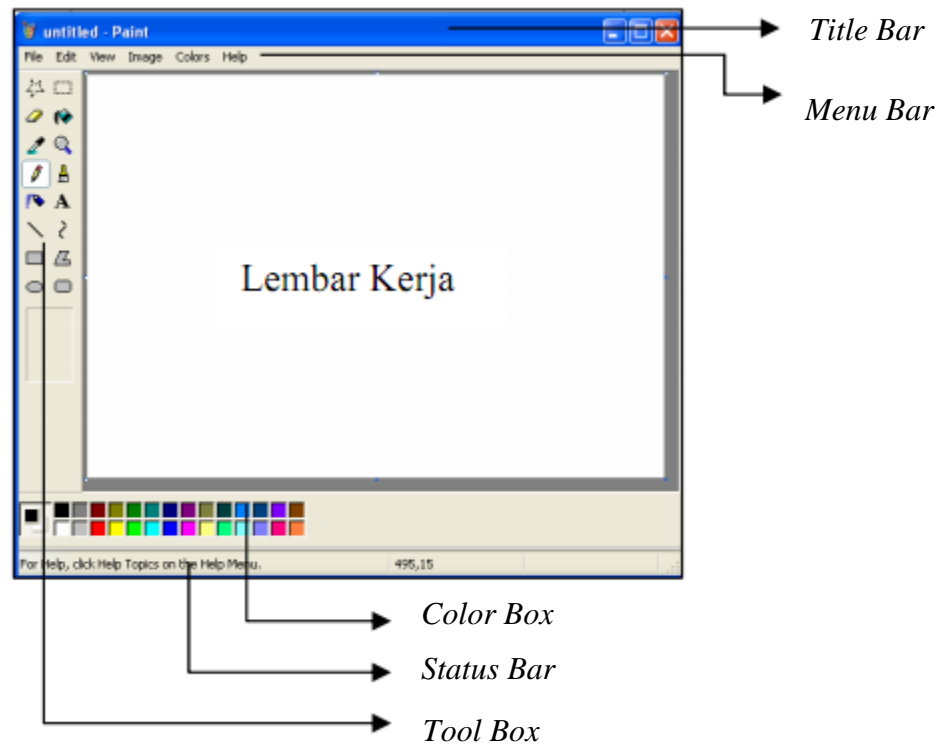 untitled - Paint
Title Bar
File Edit View Image Colors Help
Menu Bar
A
Lembar Kerja
For Help, click Help Topics on the Help Menu. 495,15
Color Box
Status Bar
Tool Box